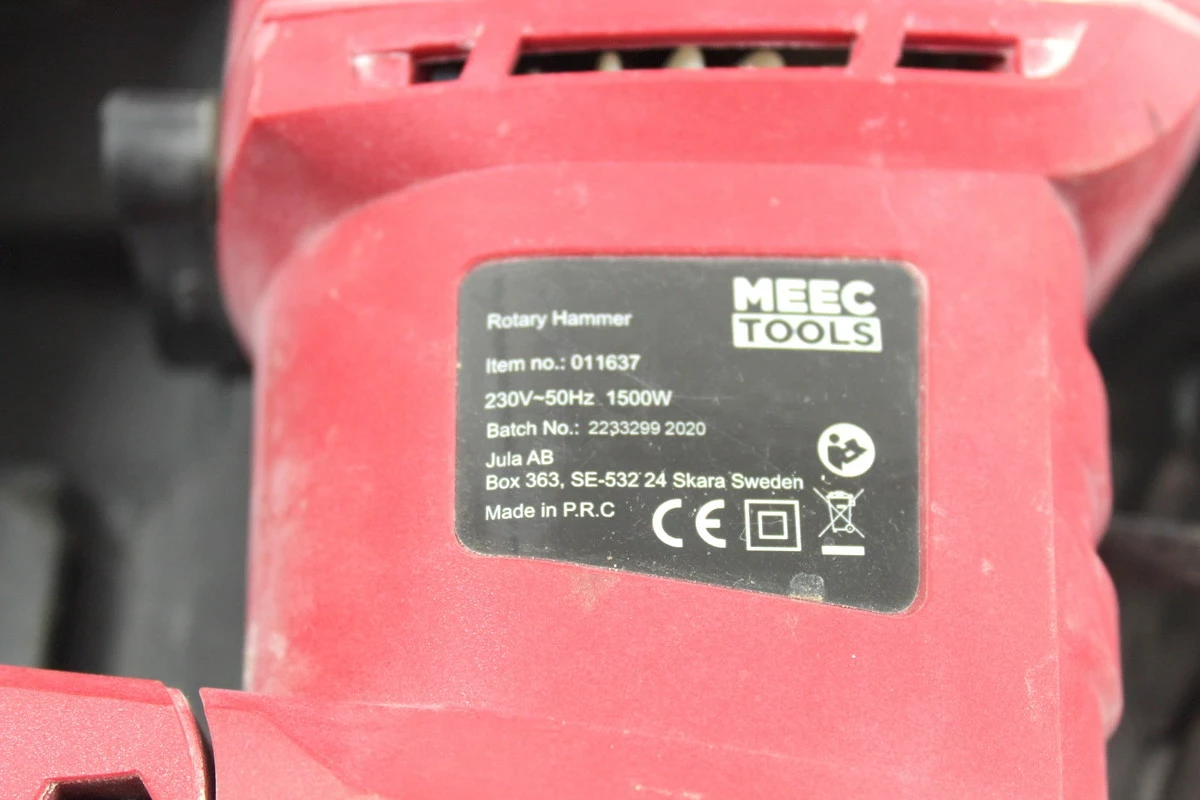 MEEC
TOOLS
Rotary Hammer
Item no.: 011637
230V~50Hz 1500W
Batch No.: 2233299 2020
Jula AB
Box 363, SE-532 24 Skara Sweden
Made in P.R.C
CE